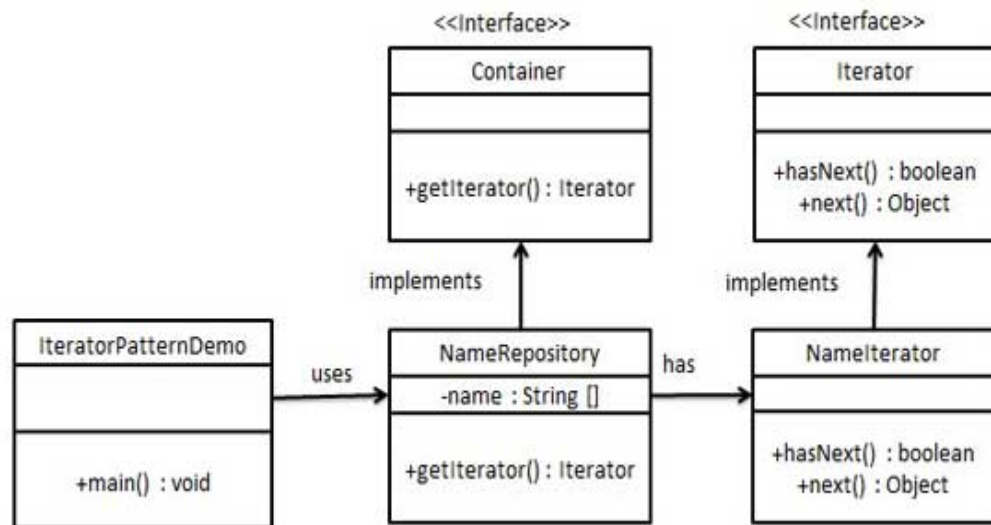 <<Interface>>
Container
+getIterator() : Iterator
<<Interface>>
Iterator
+hasNext() : boolean
+next() : Object
implements
implements
IteratorPatternDemo
+main() : void
uses
NameRepository
-name : String []
+getIterator() : Iterator
has
NameIterator
+hasNext() : boolean
+next() : Object